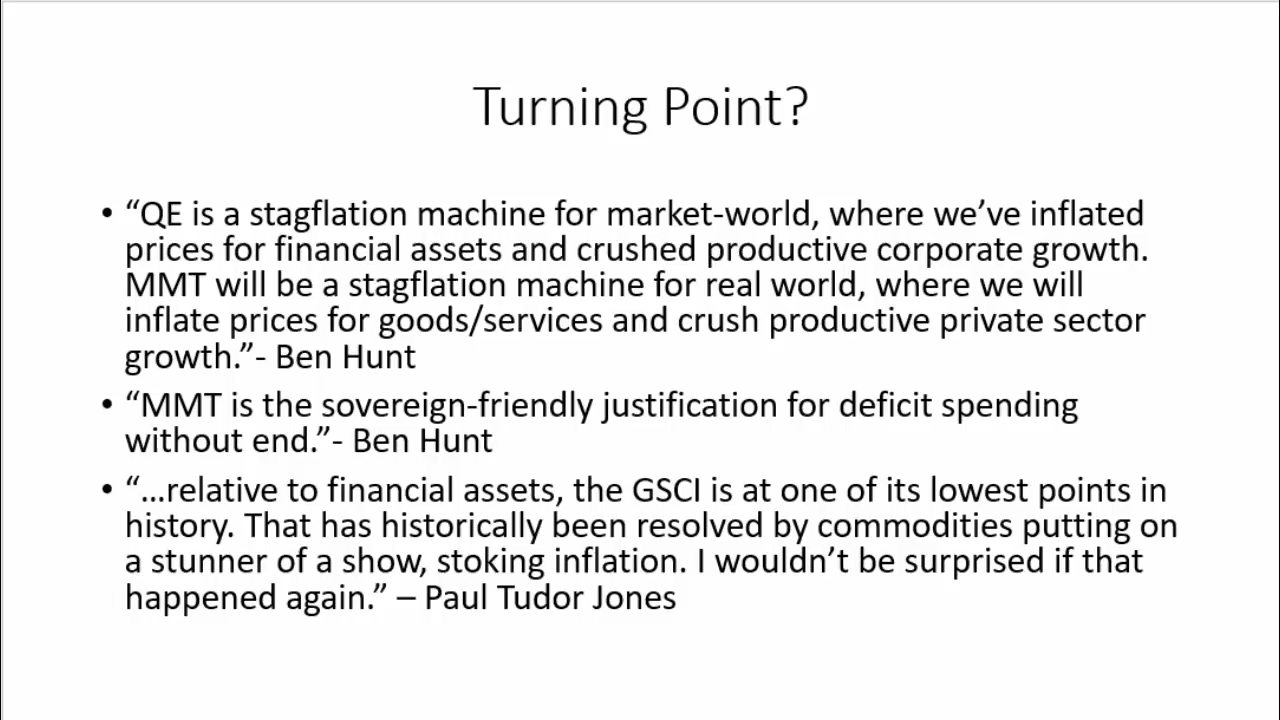 Turning Point?
• “QE is a stagflation machine for market-world, where we’ve inflated
prices for financial assets and crushed productive corporate growth.
MMT will be a stagflation machine for real world, where we will
inflate prices for goods/services and crush productive private sector
growth.”- Ben Hunt
• “MMT is the sovereign-friendly justification for deficit spending
without end.”- Ben Hunt
• “…relative to financial assets, the GSCI is at one of its lowest points in
history. That has historically been resolved by commodities putting on
a stunner of a show, stoking inflation. I wouldn’t be surprised if that
happened again.” – Paul Tudor Jones